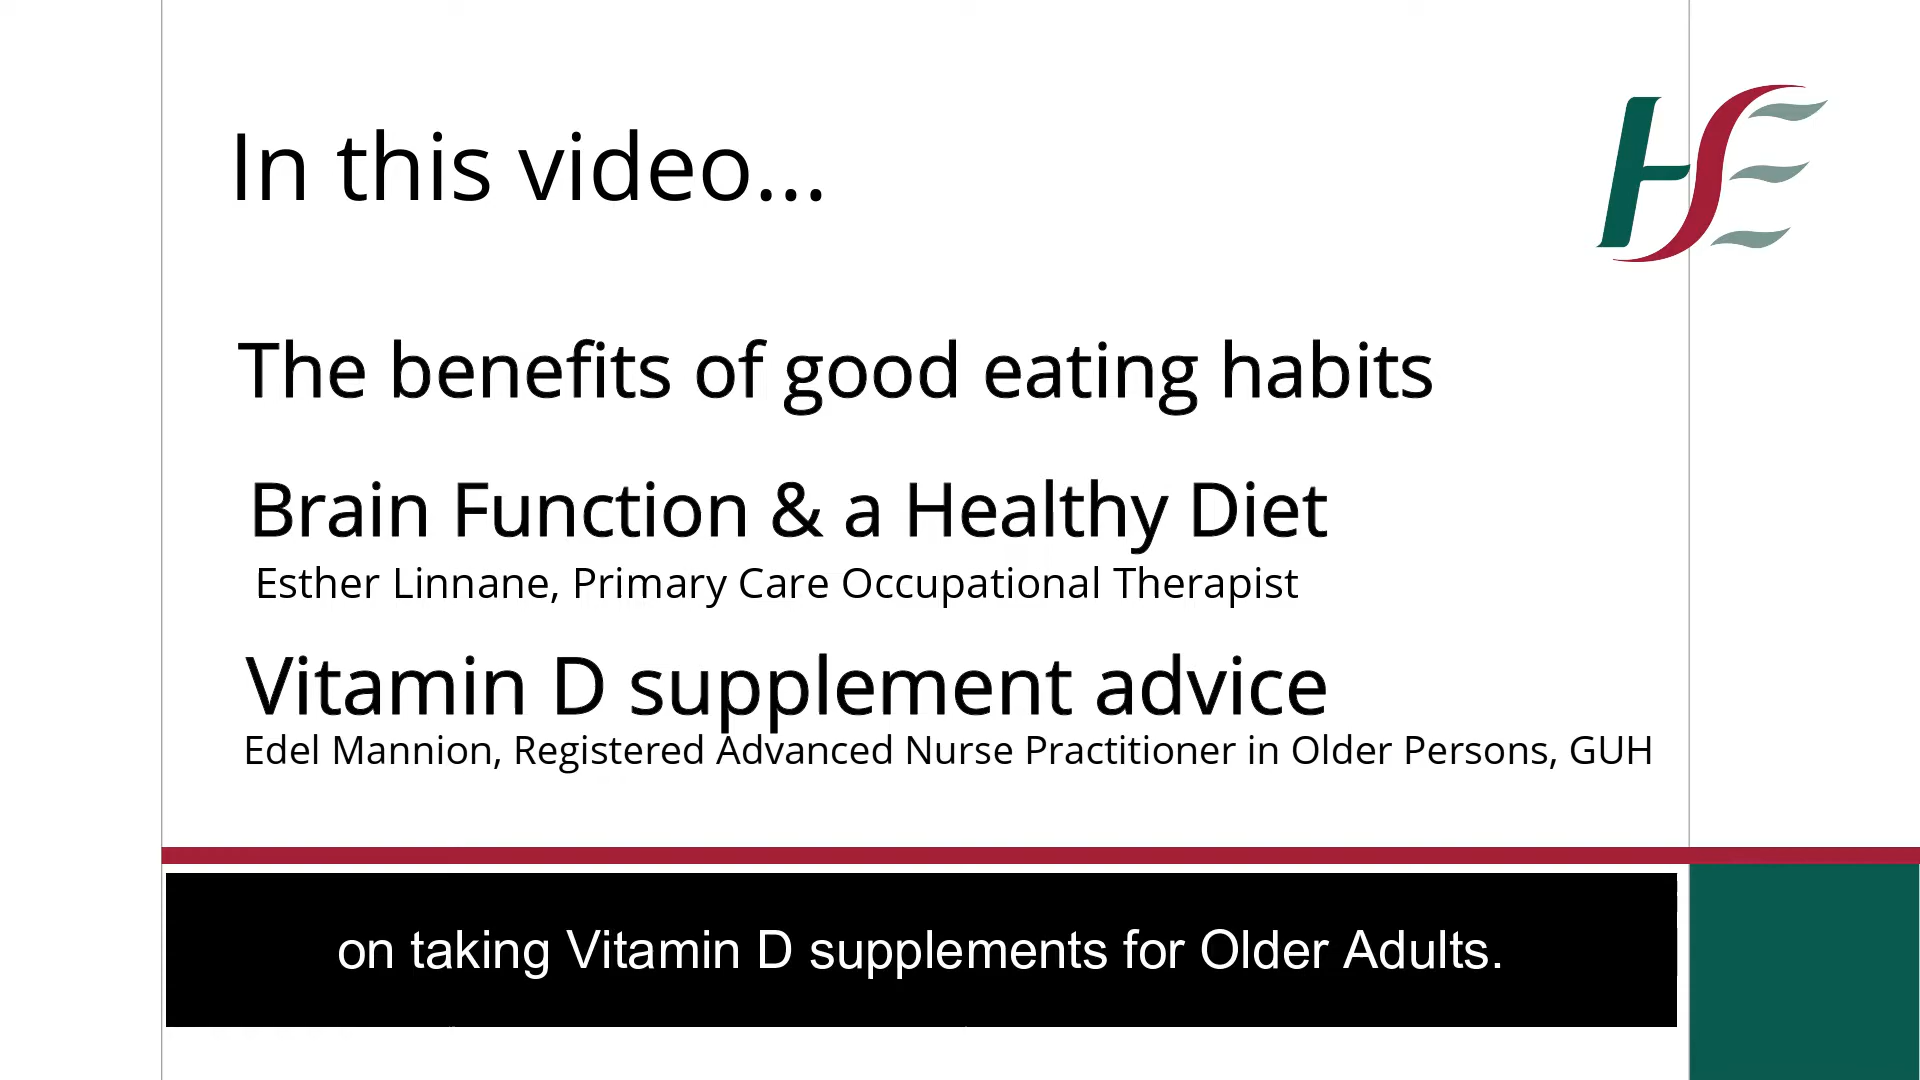 In this video...
HSE
The benefits of good eating habits
Brain Function & a Healthy Diet
Esther Linnane, Primary Care Occupational Therapist
Vitamin D supplement advice
Edel Mannion, Registered Advanced Nurse Practitioner in Older Persons, GUH
on taking Vitamin D supplements for Older Adults.